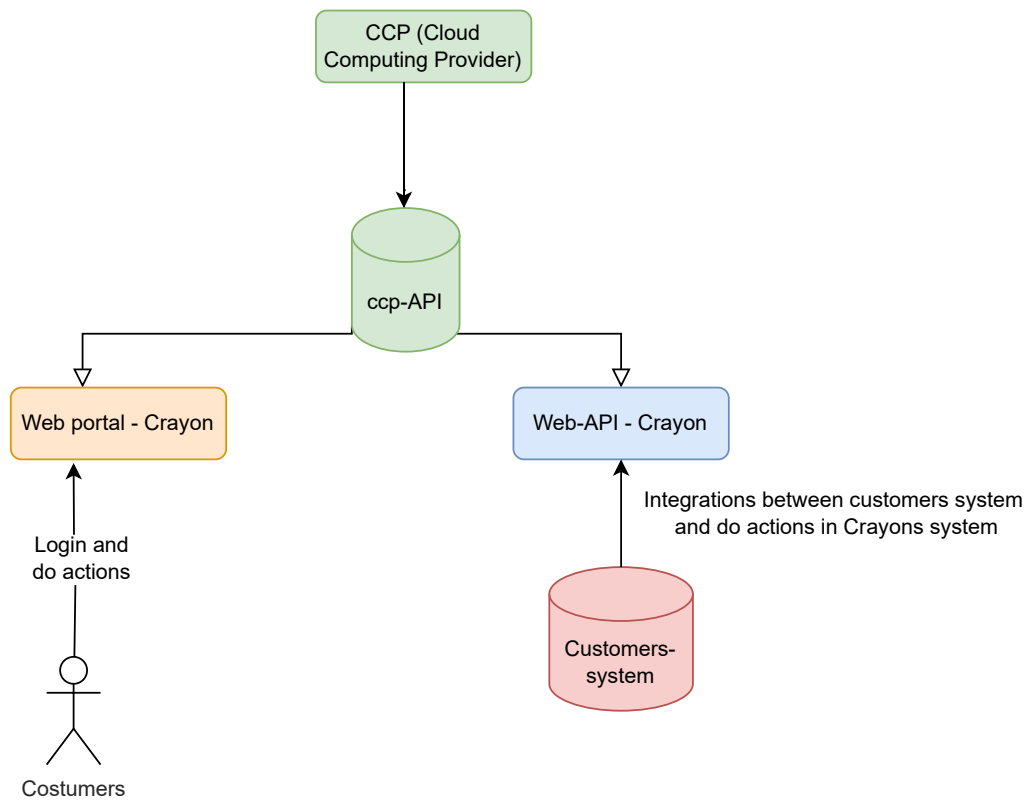 CCP (Cloud
Computing Provider)
ccp-API
Web portal - Crayon
Web-API - Crayon
Integrations between customers system
and do actions in Crayons system
Login and
do actions
Customers-
system
Costumers